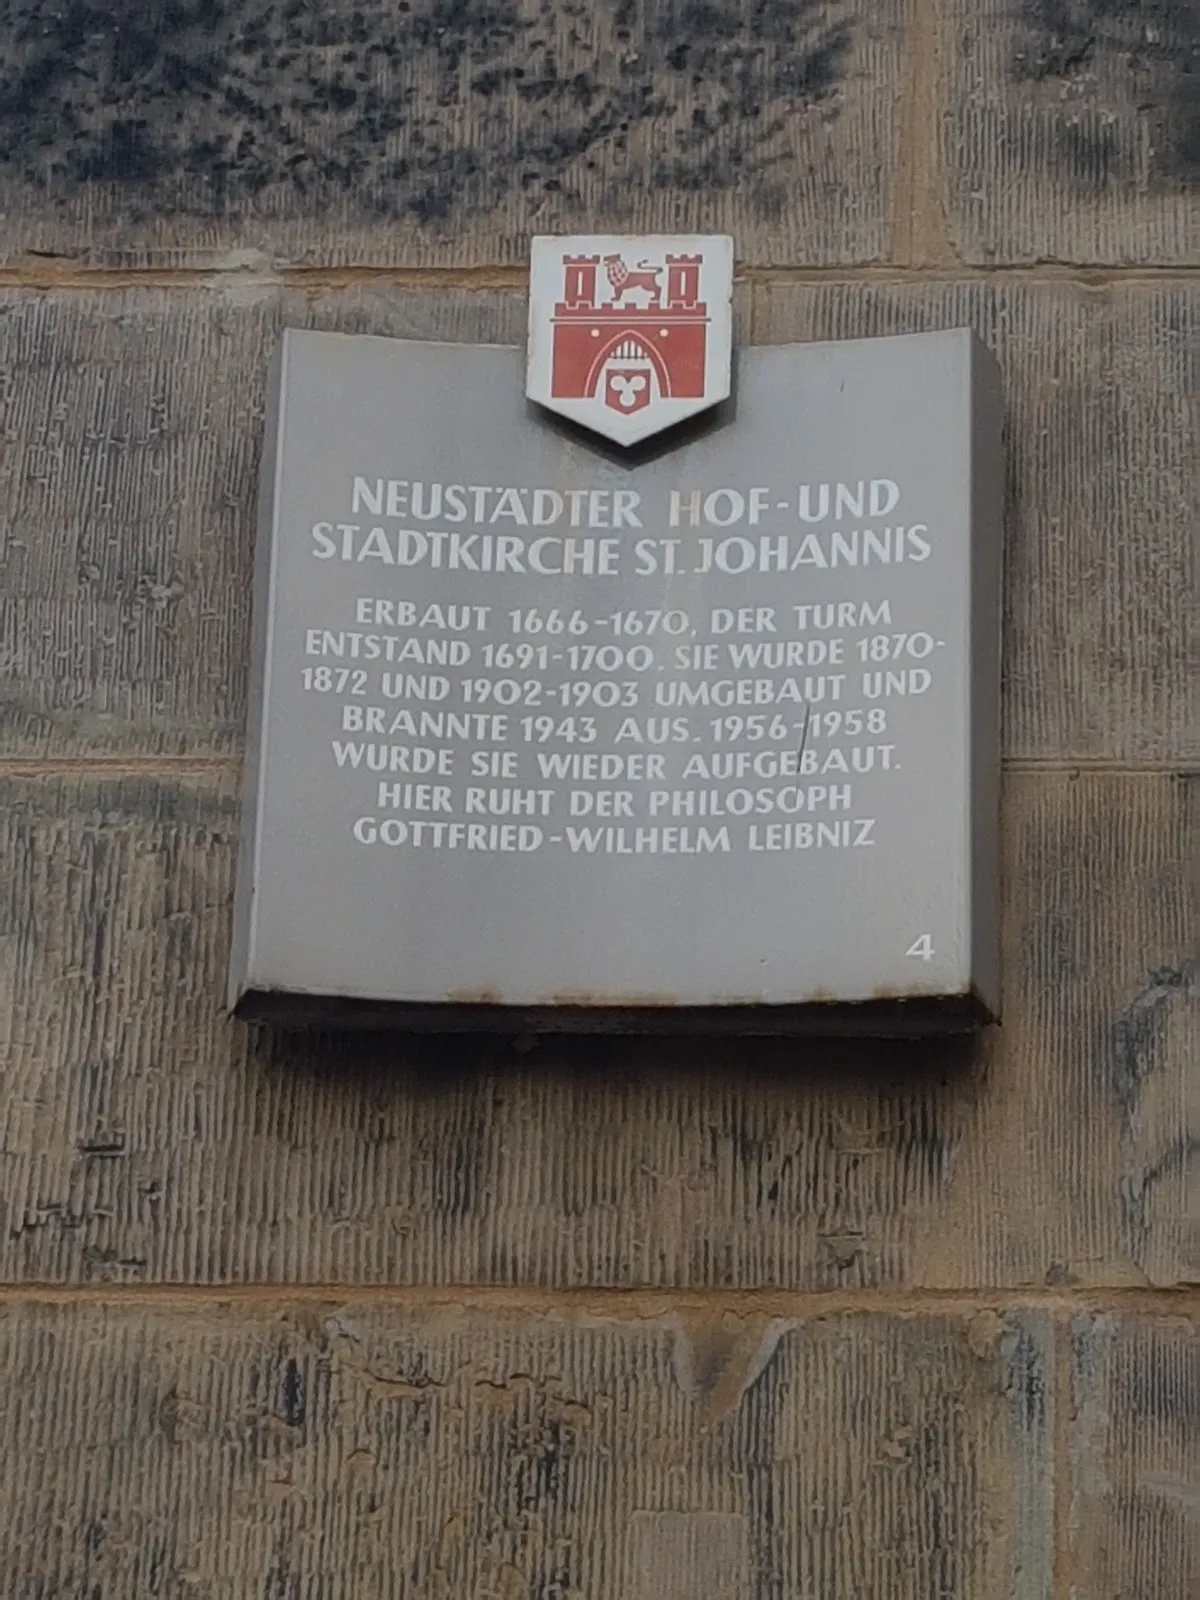 NEUSTÄDTER HOF-UND
STADTKIRCHE ST. JOHANNIS
ERBAUT 1666-1670, DER TURM
ENTSTAND 1691-1700. SIE WURDE 1870-
1872 UND 1902-1903 UMGEBAUT UND
BRANNTE 1943 AUS. 1956-1958
WURDE SIE WIEDER AUFGEBAUT.
HIER RUHT DER PHILOSOPH
GOTTFRIED-WILHELM LEIBNIZ
4